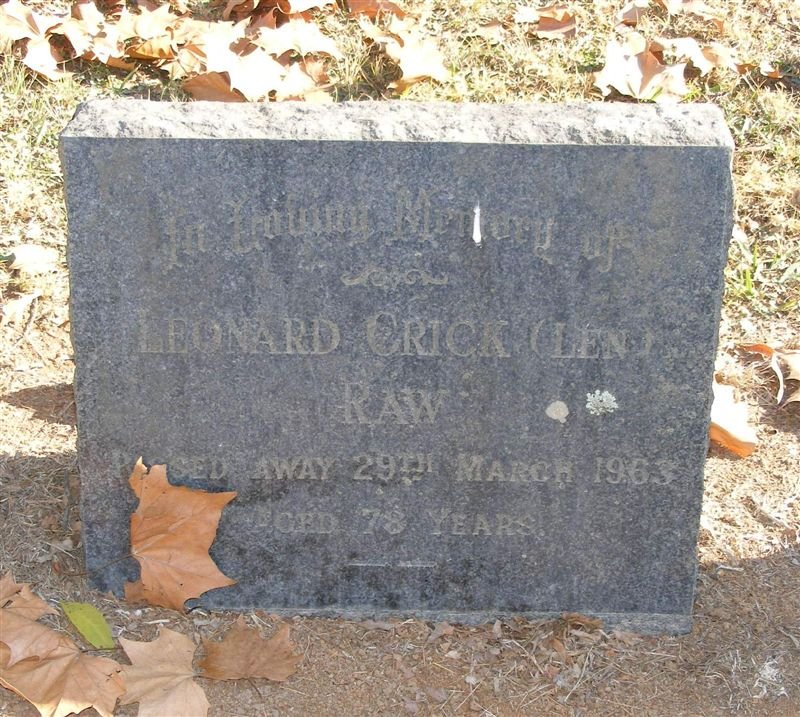 In Loving Memory of
LEONARD CRICK (LEN)
RAW
PASSED AWAY 29TH MARCH 1963
AGED 78 YEARS.